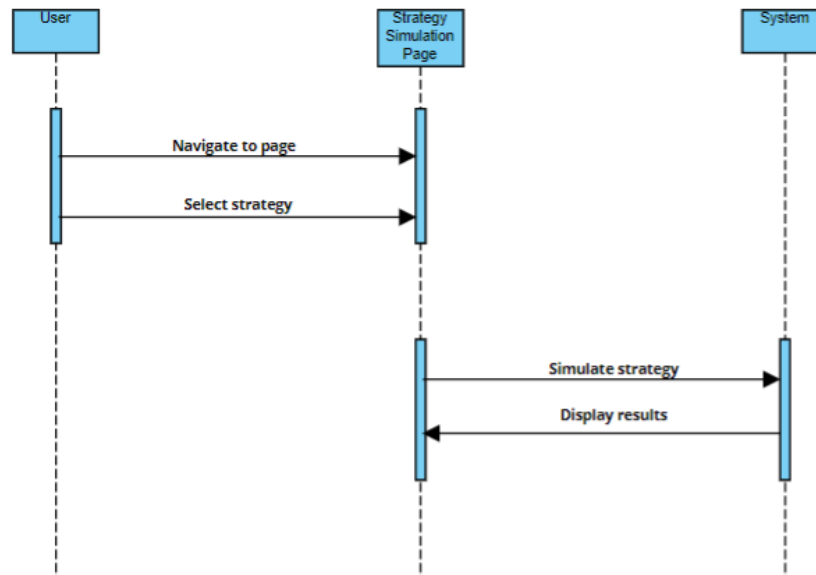 User
Strategy
Simulation
Page
System
Navigate to page
Select strategy
Simulate strategy
Display results